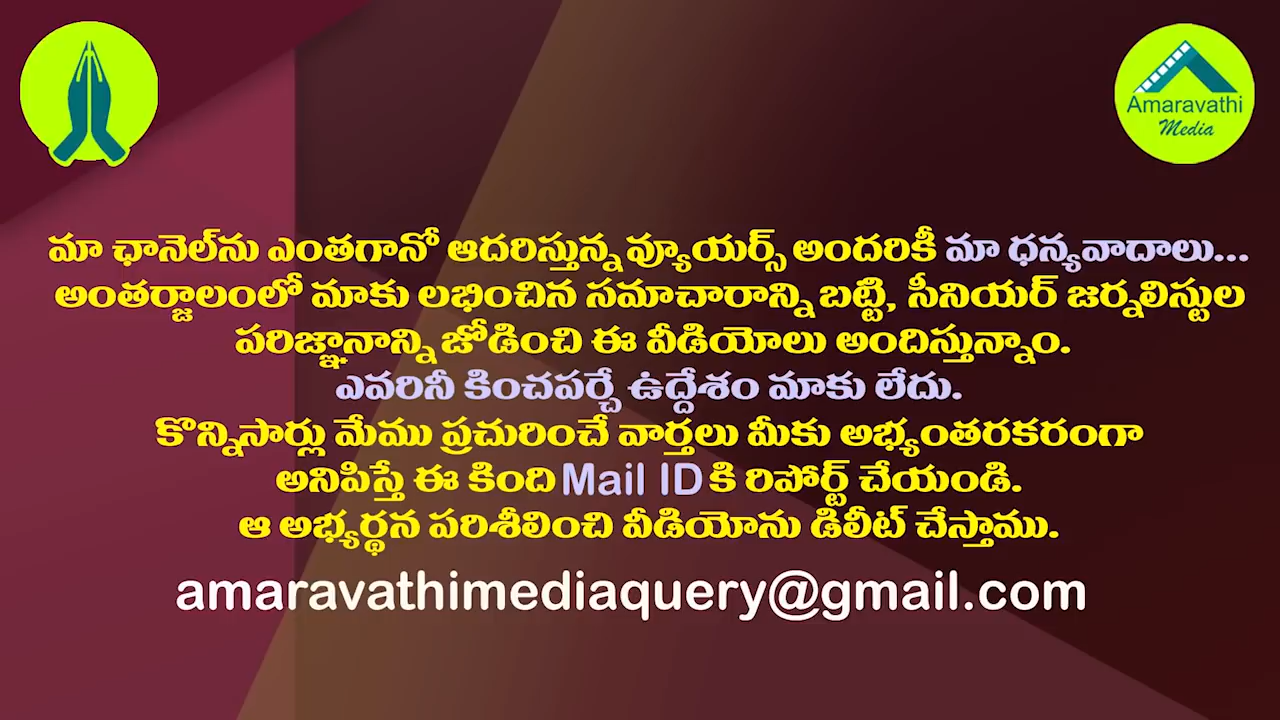 Amaravathi
Media
మా ఛానెల్‌ను ఎంతగానో ఆదరిస్తున్న వ్యూయర్స్ అందరికీ మా ధన్యవాదాలు...
అంతర్జాలంలో మాకు లభించిన సమాచారాన్ని బట్టి, సీనియర్ జర్నలిస్టుల
పరిజ్ఞానాన్ని జోడించి ఈ వీడియోలు అందిస్తున్నాం.
ఎవరినీ కించపర్చే ఉద్దేశం మాకు లేదు.
కొన్నిసార్లు మేము ప్రచురించే వార్తలు మీకు అభ్యంతరకరంగా
అనిపిస్తే ఈ కింది Mail ID కి రిపోర్ట్ చేయండి.
ఆ అభ్యర్థన పరిశీలించి వీడియోను డిలీట్ చేస్తాము.
amaravathimediaquery@gmail.com